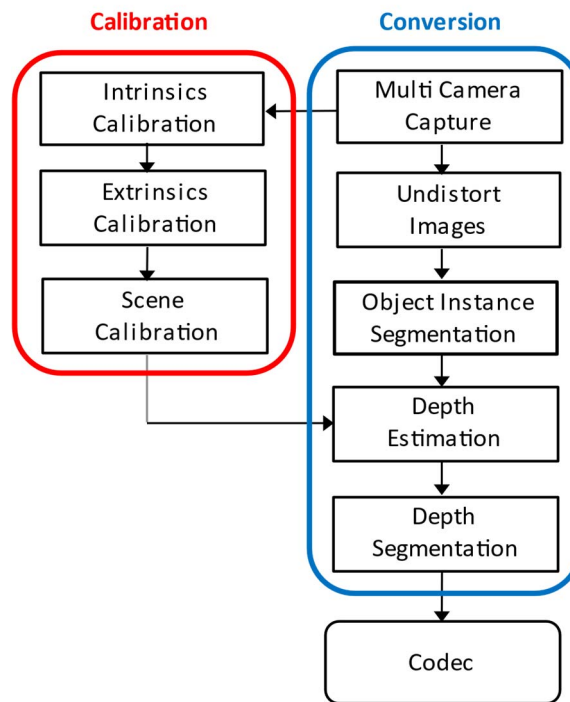 Calibration
Intrinsics
Calibration
Extrinsics
Calibration
Scene
Calibration
Conversion
Multi Camera
Capture
Undistort
Images
Object Instance
Segmentation
Depth
Estimation
Depth
Segmentation
Codec